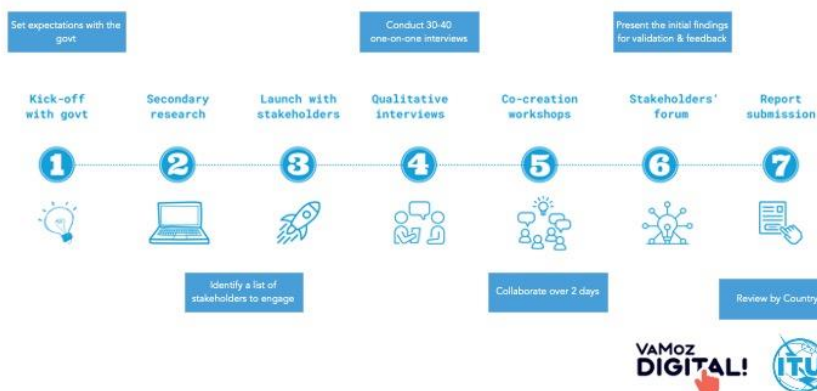 Set expectations with the
govt
Conduct 30-40
one-on-one interviews
Present the initial findings
for validation & feedback
Kick-off
with govt
Secondary
research
Launch with
stakeholders
Qualitative
interviews
Co-creation
workshops
Stakeholders'
forum
Report
submission
1
2
3
4
5
6
7
Identify a list of
stakeholders to engage
Collaborate over 2 days
Review by Country
VAMOZ
DIGITAL!
ITU